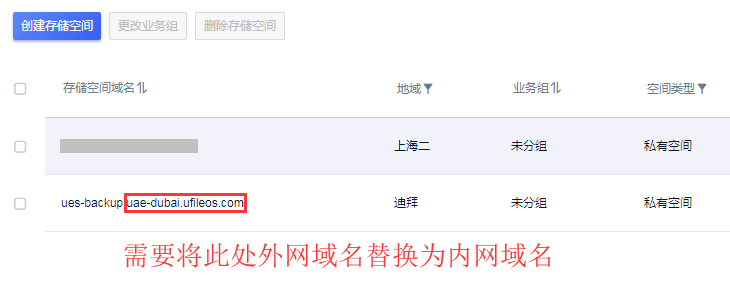 创建存储空间 更改业务组 删除存储空间
存储空间域名 地域 业务组 空间类型
上海二 未分组 私有空间
ues-backup.uae-dubai.ufileos.com 迪拜 未分组 私有空间
需要将此处外网域名替换为内网域名